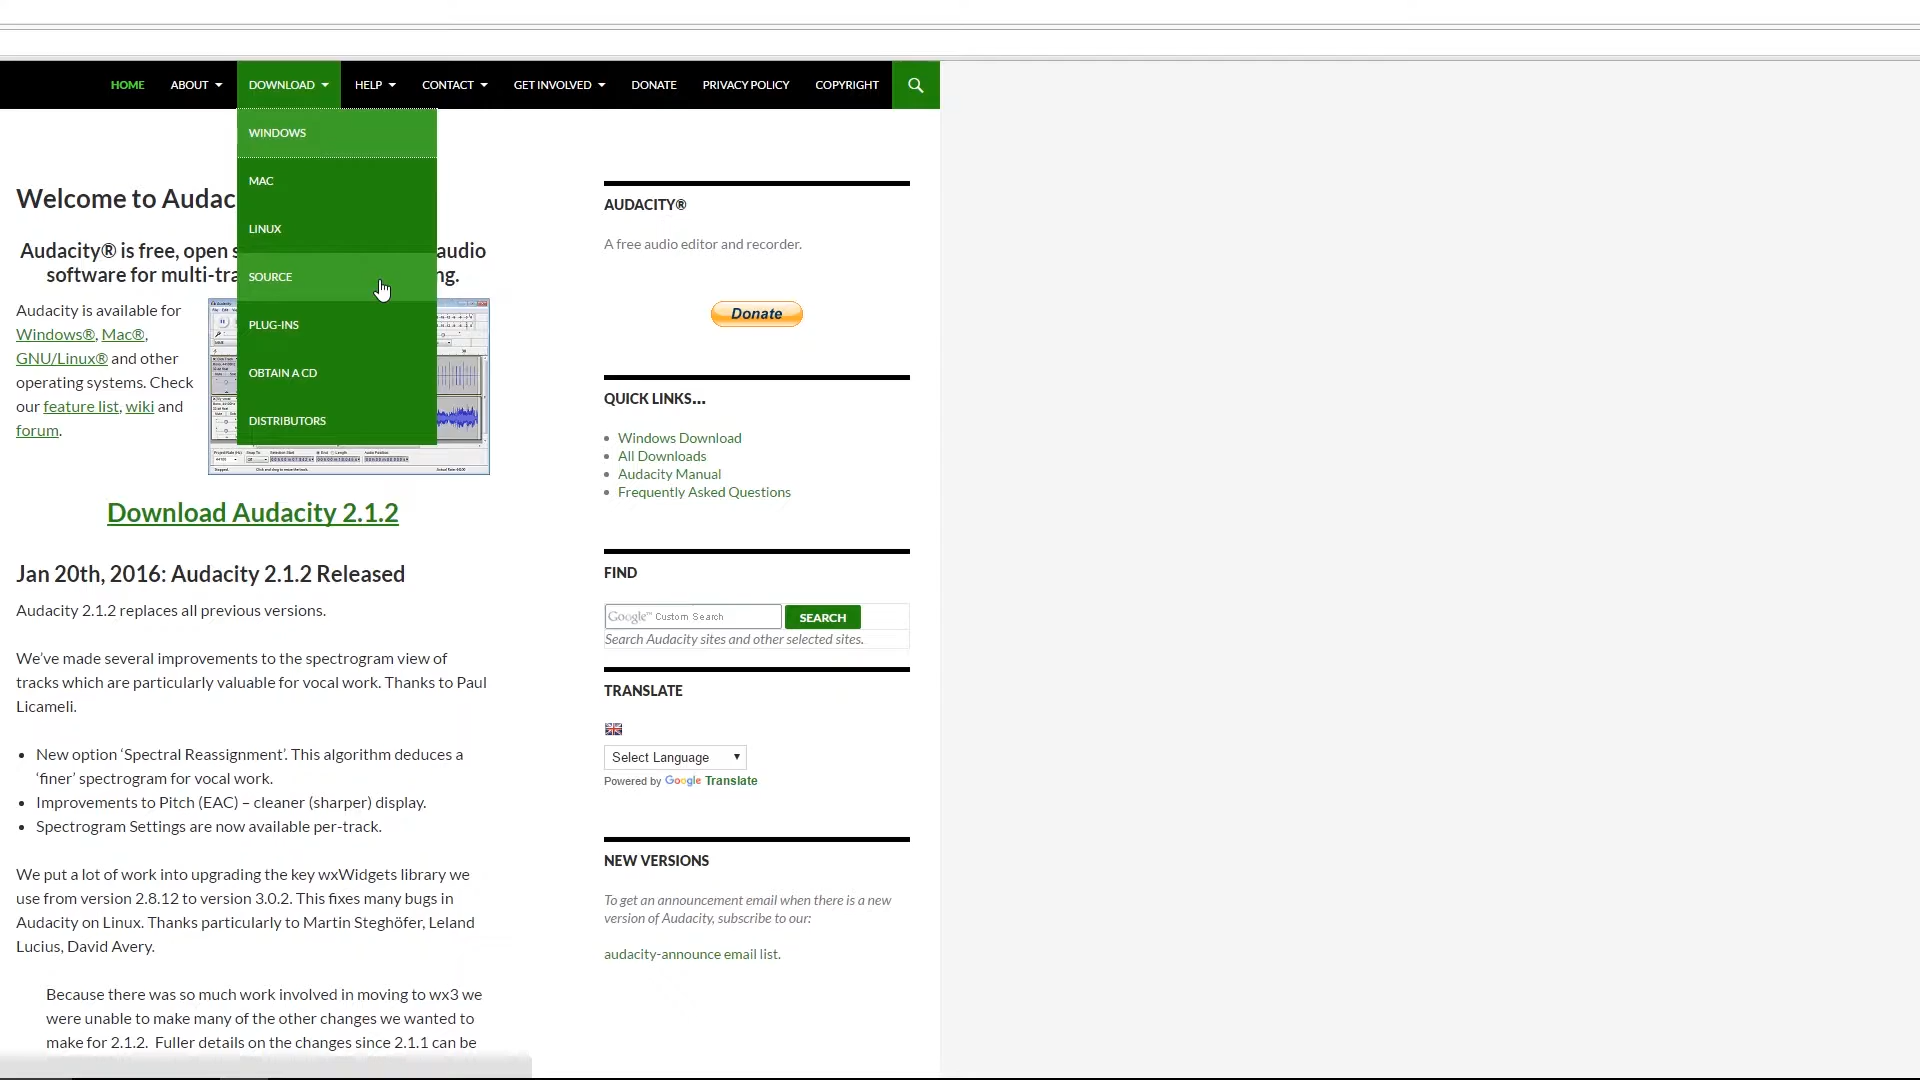 HOME ABOUT DOWNLOAD HELP CONTACT GET INVOLVED DONATE PRIVACY POLICY COPYRIGHT
WINDOWS
MAC
LINUX
SOURCE
PLUG-INS
OBTAIN A CD
DISTRIBUTORS
Welcome to Audac
Audacity® is free, open s audio
software for multi-tra ng.
Audacity is available for
Windows®, Mac®,
GNU/Linux® and other
operating systems. Check
our feature list, wiki and
forum.
Download Audacity 2.1.2
Jan 20th, 2016: Audacity 2.1.2 Released
Audacity 2.1.2 replaces all previous versions.
We’ve made several improvements to the spectrogram view of
tracks which are particularly valuable for vocal work. Thanks to Paul
Licameli.
• New option ‘Spectral Reassignment’. This algorithm deduces a
‘finer’ spectrogram for vocal work.
• Improvements to Pitch (EAC) – cleaner (sharper) display.
• Spectrogram Settings are now available per-track.
We put a lot of work into upgrading the key wxWidgets library we
use from version 2.8.12 to version 3.0.2. This fixes many bugs in
Audacity on Linux. Thanks particularly to Martin Steghöfer, Leland
Lucius, David Avery.
Because there was so much work involved in moving to wx3 we
were unable to make many of the other changes we wanted to
make for 2.1.2. Fuller details on the changes since 2.1.1 can be
AUDACITY®
A free audio editor and recorder.
Donate
QUICK LINKS...
• Windows Download
• All Downloads
• Audacity Manual
• Frequently Asked Questions
FIND
Google™ Custom Search SEARCH
Search Audacity sites and other selected sites.
TRANSLATE
Select Language
Powered by Google Translate
NEW VERSIONS
To get an announcement email when there is a new
version of Audacity, subscribe to our:
audacity-announce email list.